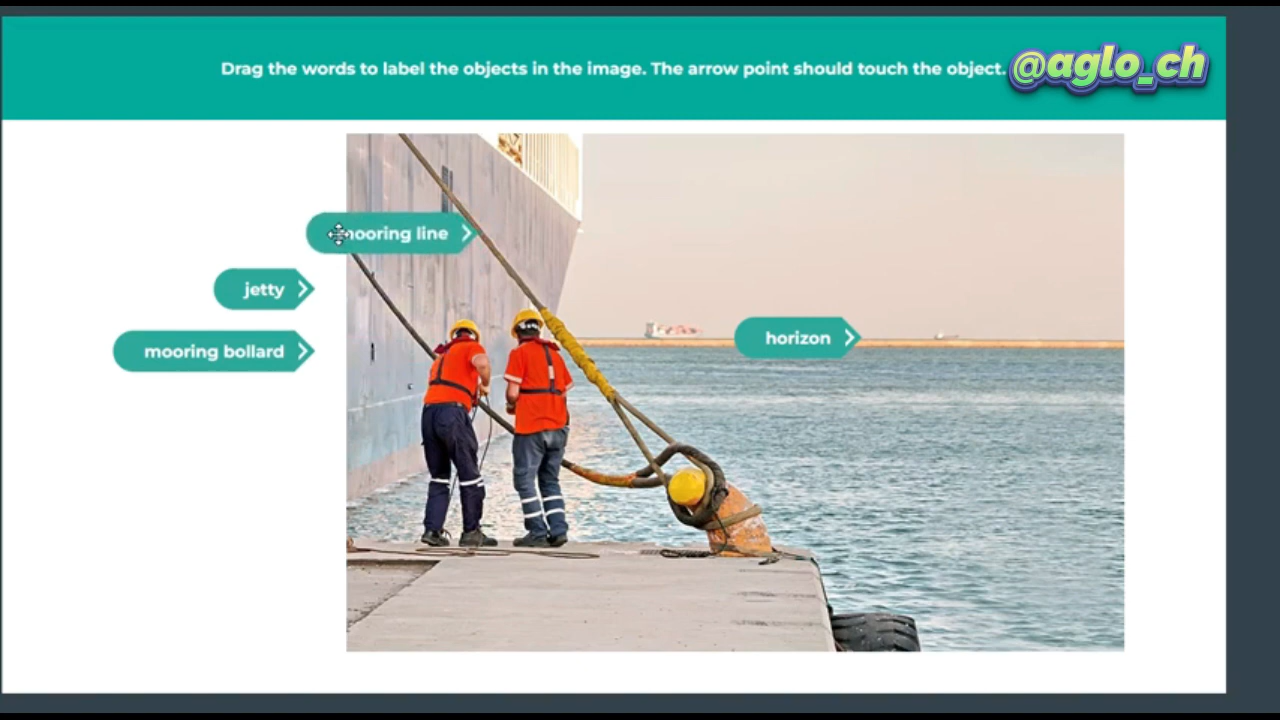 Drag the words to label the objects in the image. The arrow point should touch the object.
@aglo_ch
mooring line
jetty
mooring bollard
horizon